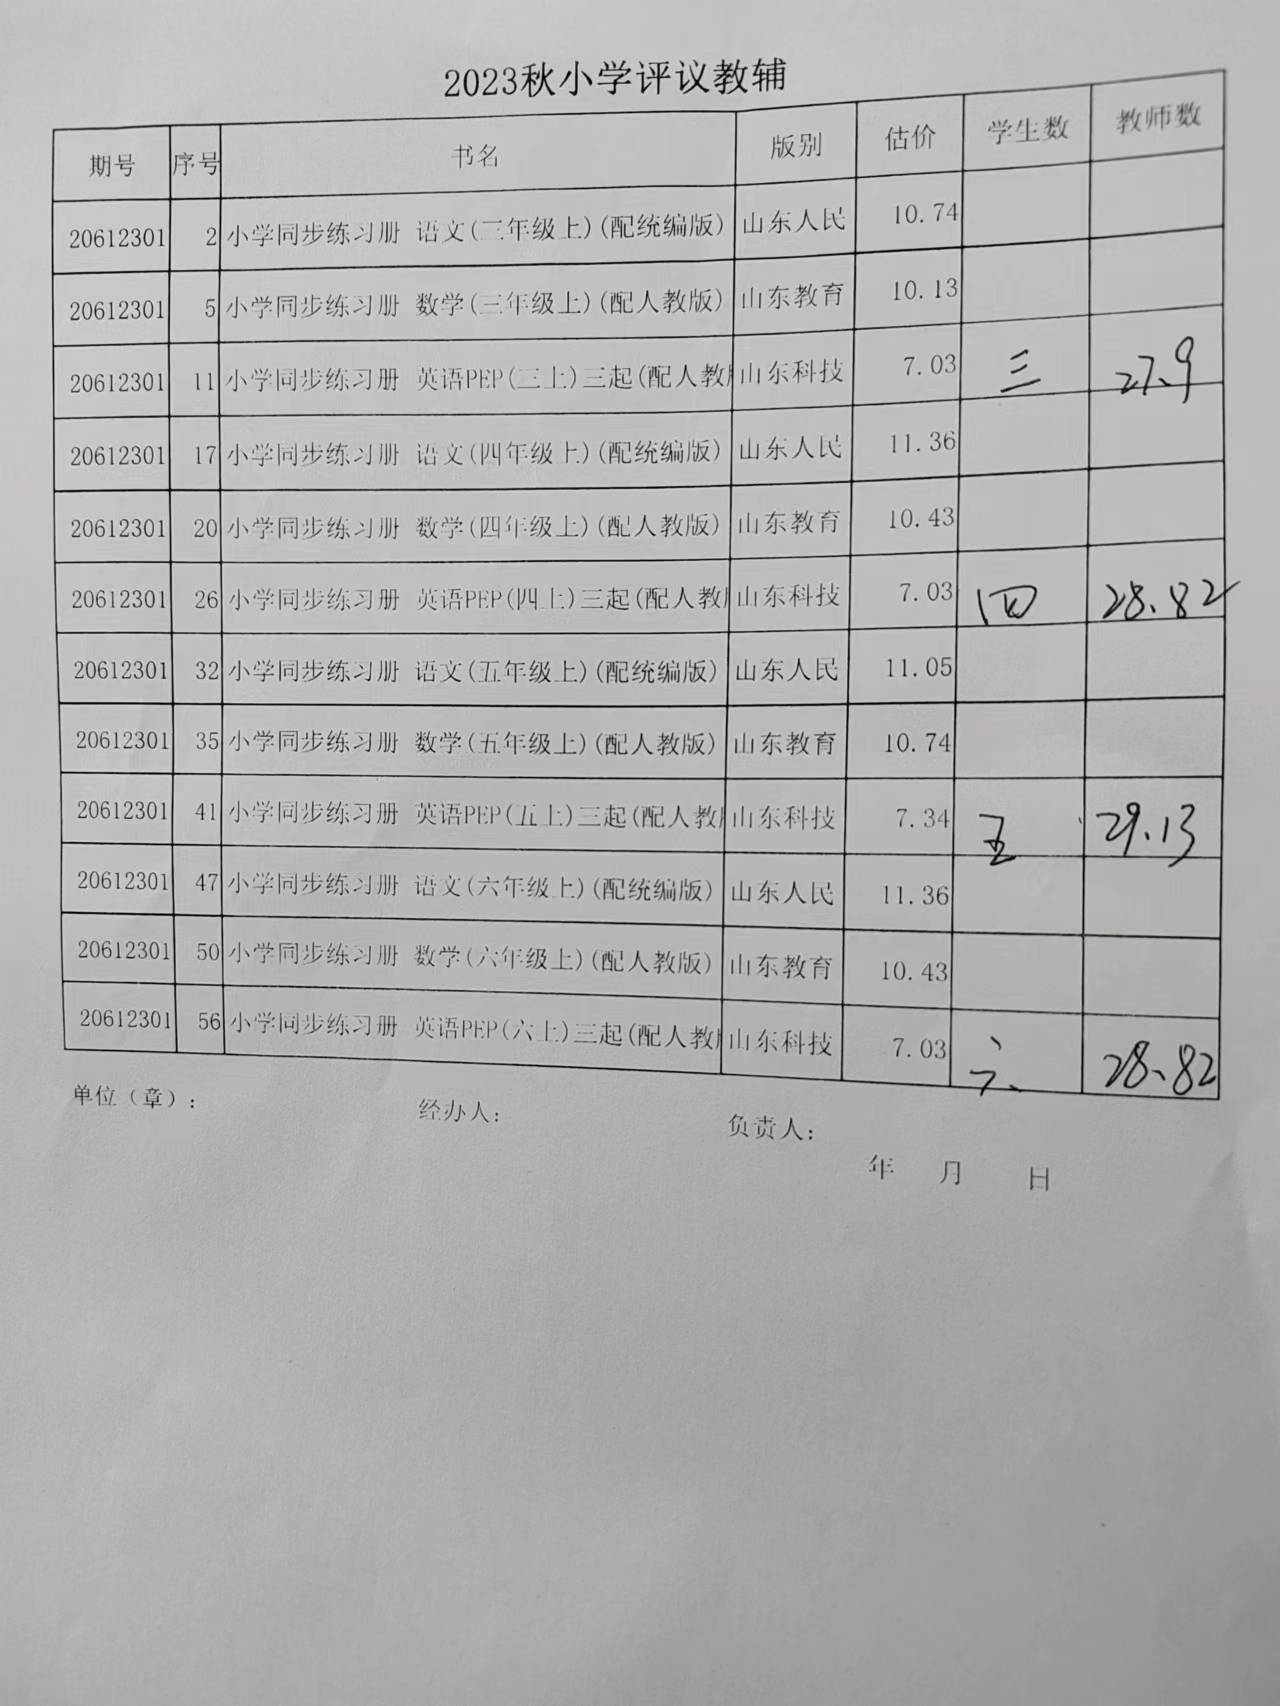 2023秋小学评议教辅
期号 序号 书名 版别 估价 学生数 教师数
20612301 2 小学同步练习册 语文(三年级上)(配统编版) 山东人民 10.74
20612301 5 小学同步练习册 数学(三年级上)(配人教版) 山东教育 10.13
20612301 11 小学同步练习册 英语PEP(三上)三起(配人教 山东科技 7.03 三 27.9
20612301 17 小学同步练习册 语文(四年级上)(配统编版) 山东人民 11.36
20612301 20 小学同步练习册 数学(四年级上)(配人教版) 山东教育 10.43
20612301 26 小学同步练习册 英语PEP(四上)三起(配人教 山东科技 7.03 四 28.82
20612301 32 小学同步练习册 语文(五年级上)(配统编版) 山东人民 11.05
20612301 35 小学同步练习册 数学(五年级上)(配人教版) 山东教育 10.74
20612301 41 小学同步练习册 英语PEP(五上)三起(配人教 山东科技 7.34 五 29.13
20612301 47 小学同步练习册 语文(六年级上)(配统编版) 山东人民 11.36
20612301 50 小学同步练习册 数学(六年级上)(配人教版) 山东教育 10.43
20612301 56 小学同步练习册 英语PEP(六上)三起(配人教 山东科技 7.03 六 28.82
单位（章）： 经办人： 负责人：
年 月 日